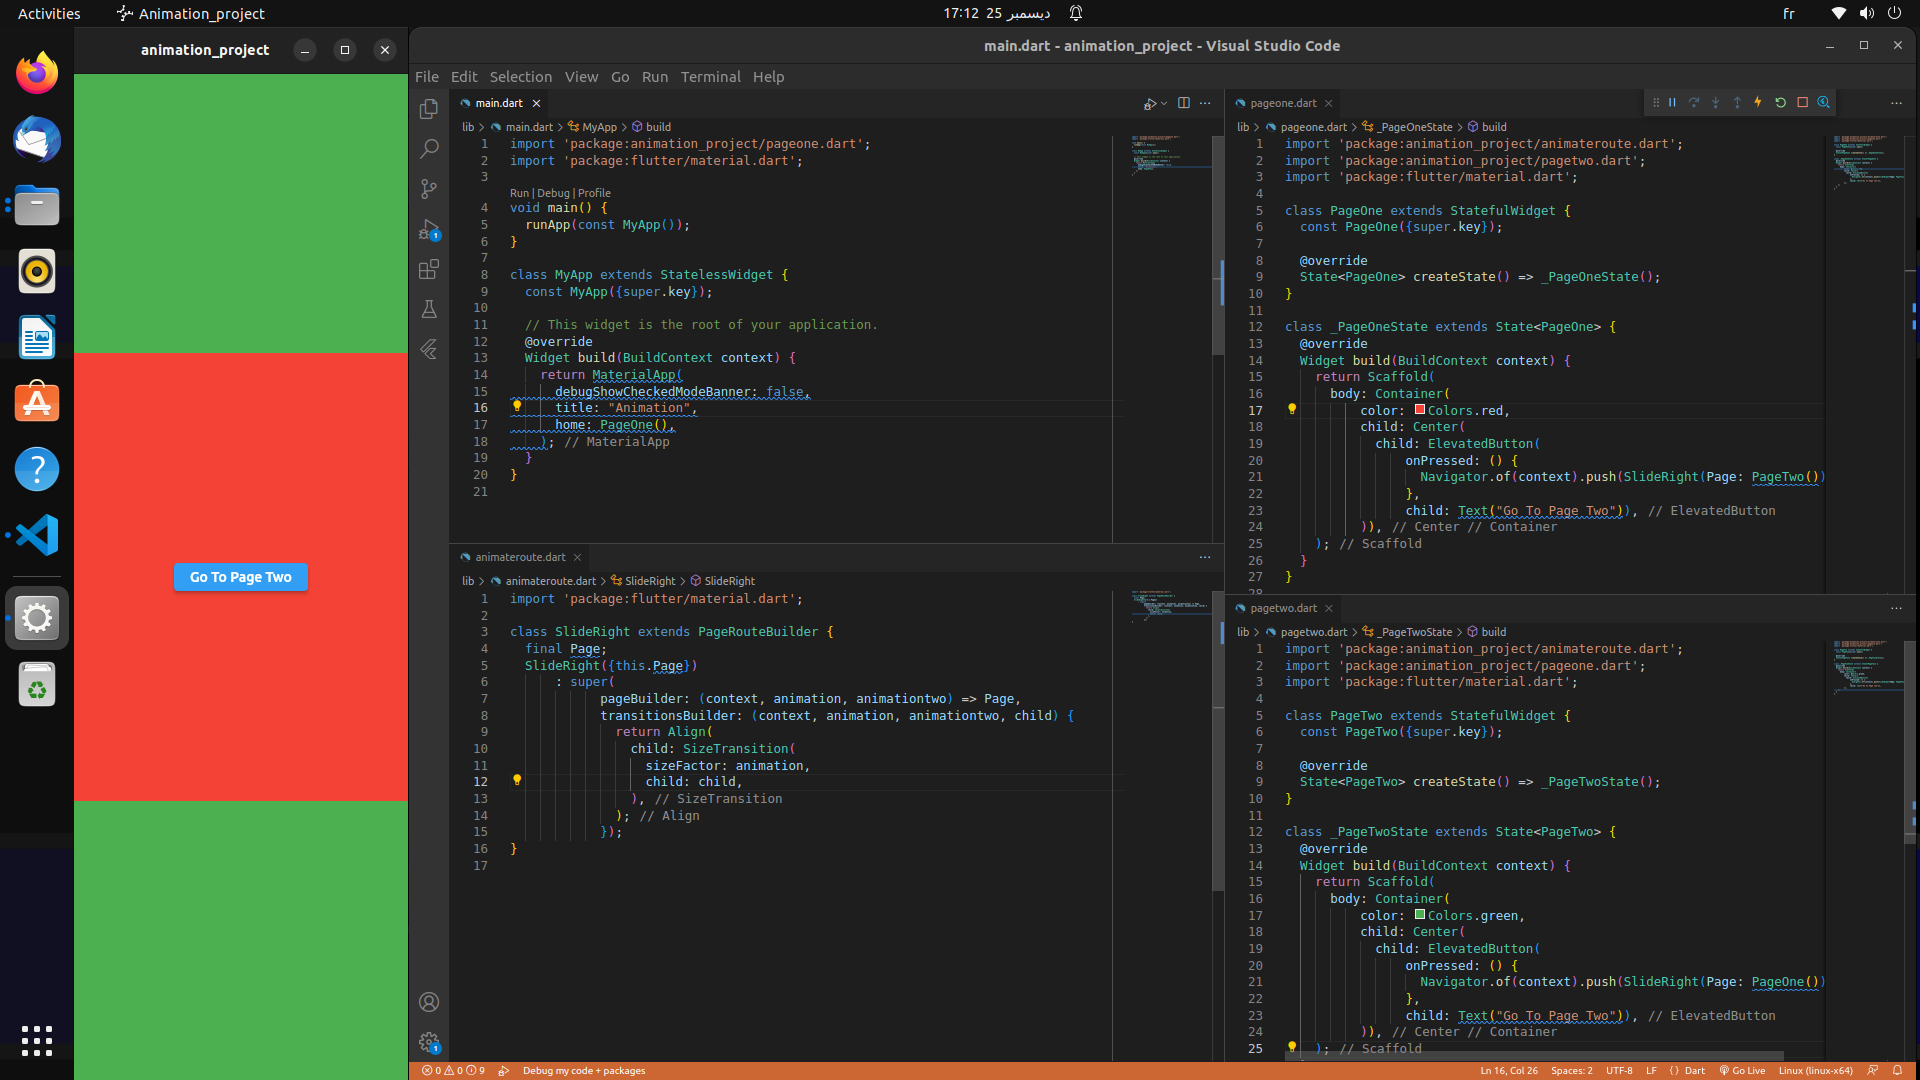 Activities
Animation_project
17:12 25 ديسمبر
fr
animation_project
Go To Page Two
main.dart - animation_project - Visual Studio Code
File Edit Selection View Go Run Terminal Help
main.dart
lib > main.dart > MyApp > build
1 import 'package:animation_project/pageone.dart';
2 import 'package:flutter/material.dart';
3
Run | Debug | Profile
4 void main() {
5 runApp(const MyApp());
6 }
7
8 class MyApp extends StatelessWidget {
9 const MyApp({super.key});
10
11 // This widget is the root of your application.
12 @override
13 Widget build(BuildContext context) {
14 return MaterialApp(
15 debugShowCheckedModeBanner: false,
16 title: "Animation",
17 home: PageOne(),
18 ); // MaterialApp
19 }
20 }
21
animateroute.dart
lib > animateroute.dart > SlideRight > SlideRight
1 import 'package:flutter/material.dart';
2
3 class SlideRight extends PageRouteBuilder {
4 final Page;
5 SlideRight({this.Page})
6 : super(
7 pageBuilder: (context, animation, animationtwo) => Page,
8 transitionsBuilder: (context, animation, animationtwo, child) {
9 return Align(
10 child: SizeTransition(
11 sizeFactor: animation,
12 child: child,
13 ), // SizeTransition
14 ); // Align
15 });
16 }
17
pageone.dart
lib > pageone.dart > _PageOneState > build
1 import 'package:animation_project/animateroute.dart';
2 import 'package:animation_project/pagetwo.dart';
3 import 'package:flutter/material.dart';
4
5 class PageOne extends StatefulWidget {
6 const PageOne({super.key});
7
8 @override
9 State<PageOne> createState() => _PageOneState();
10 }
11
12 class _PageOneState extends State<PageOne> {
13 @override
14 Widget build(BuildContext context) {
15 return Scaffold(
16 body: Container(
17 color: Colors.red,
18 child: Center(
19 child: ElevatedButton(
20 onPressed: () {
21 Navigator.of(context).push(SlideRight(Page: PageTwo())
22 },
23 child: Text("Go To Page Two")), // ElevatedButton
24 )), // Center // Container
25 ); // Scaffold
26 }
27 }
28
pagetwo.dart
lib > pagetwo.dart > _PageTwoState > build
1 import 'package:animation_project/animateroute.dart';
2 import 'package:animation_project/pageone.dart';
3 import 'package:flutter/material.dart';
4
5 class PageTwo extends StatefulWidget {
6 const PageTwo({super.key});
7
8 @override
9 State<PageTwo> createState() => _PageTwoState();
10 }
11
12 class _PageTwoState extends State<PageTwo> {
13 @override
14 Widget build(BuildContext context) {
15 return Scaffold(
16 body: Container(
17 color: Colors.green,
18 child: Center(
19 child: ElevatedButton(
20 onPressed: () {
21 Navigator.of(context).push(SlideRight(Page: PageOne())
22 },
23 child: Text("Go To Page Two")), // ElevatedButton
24 )), // Center // Container
25 ); // Scaffold
0 0 9 Debug my code + packages
Ln 16, Col 26 Spaces: 2 UTF-8 LF {} Dart Go Live Linux (linux-x64)